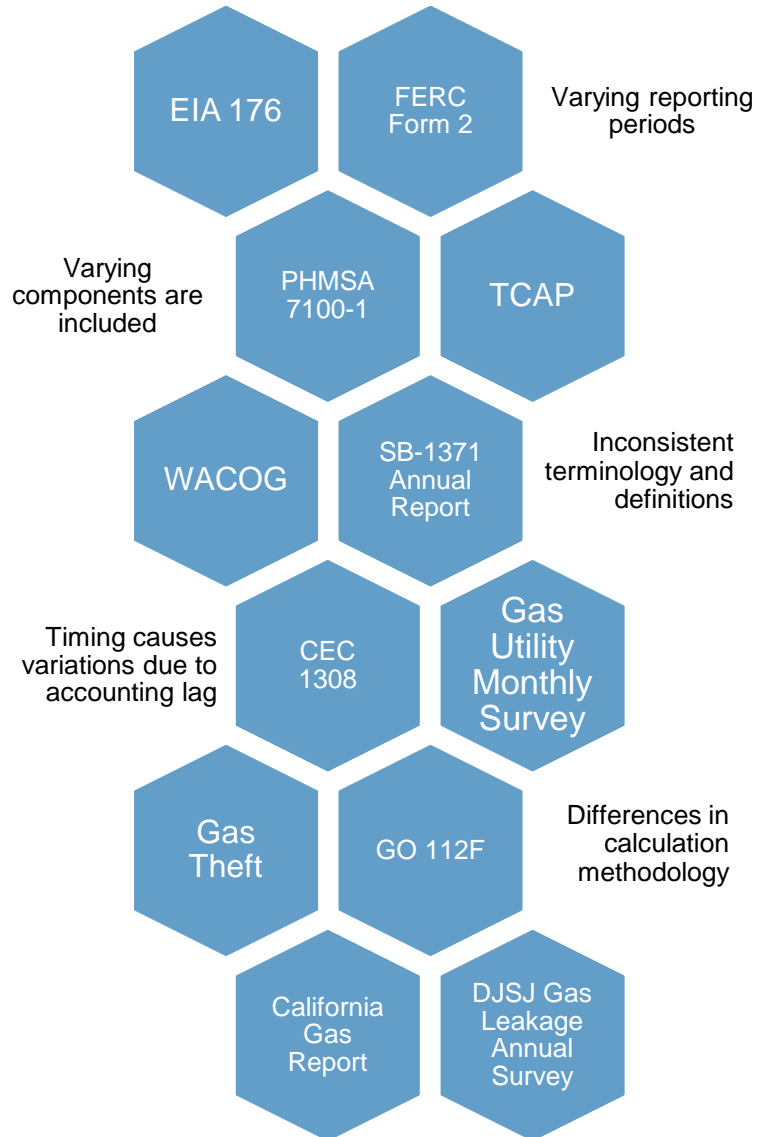 EIA 176
FERC
Form 2
Varying reporting
periods
Varying
components are
included
PHMSA
7100-1
TCAP
WACOG
SB-1371
Annual
Report
Inconsistent
terminology and
definitions
Timing causes
variations due to
accounting lag
CEC
1308
Gas
Utility
Monthly
Survey
Gas
Theft
GO 112F
Differences in
calculation
methodology
California
Gas
Report
DJSJ Gas
Leakage
Annual
Survey